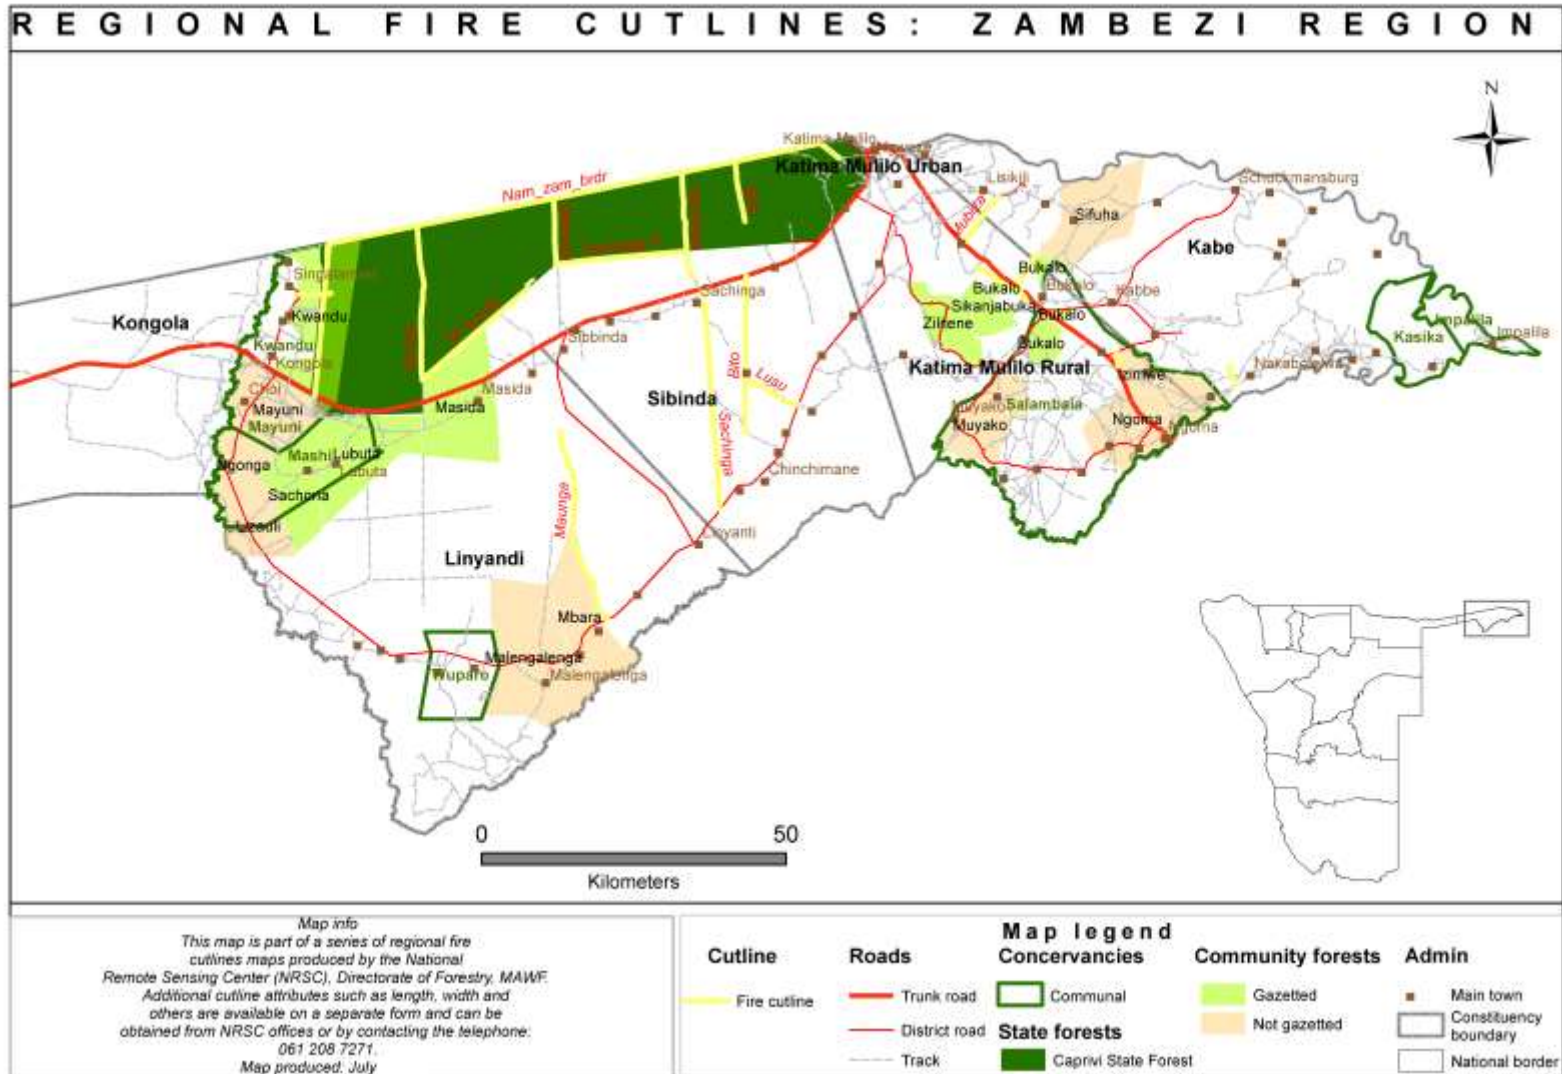 REGIONAL FIRE CUTLINES: ZAMBEZI REGION
N
Katima Mulilo
Katima Mulilo Urban
Nam_zam_brdr
Lisikili
Schuckmansburg
Mubiza
Sifuha
Kabe
Singalamwe
Bukalo
Bukalo
Bukalo
Sikanjabuka
Kabbe
Bukalo
Kongola
Kwandu
Sachinga
Zilnene
Impalila
Impalila
Kasika
Kwandu
Sibbinda
Bukalo
Kongola
Katima Mulilo Rural
Nakabolelwa
Bito
Lusu
Choi
Masida
Sibinda
Salambala
Mayuni
Masida
Muyako
Mayuni
Sachinga
Muyako
Ngoma
Ngoma
Mashi
Lubuta
Lubuta
Ngonga
Chinchimane
Sachona
Maunga
Lizauli
Linyanti
Linyandi
Mbara
Malengalenga
Wuparo
Malengalenga
0 50
Kilometers
Map info
This map is part of a series of regional fire
cutlines maps produced by the National
Remote Sensing Center (NRSC), Directorate of Forestry, MAWF.
Additional cutline attributes such as length, width and
others are available on a separate form and can be
obtained from NRSC offices or by contacting the telephone:
061 208 7271.
Map produced: July
Map legend
Cutline
Fire cutline
Roads
Trunk road
District road
Track
Concervancies
Communal
State forests
Caprivi State Forest
Community forests
Gazetted
Not gazetted
Admin
Main town
Constituency
boundary
National border